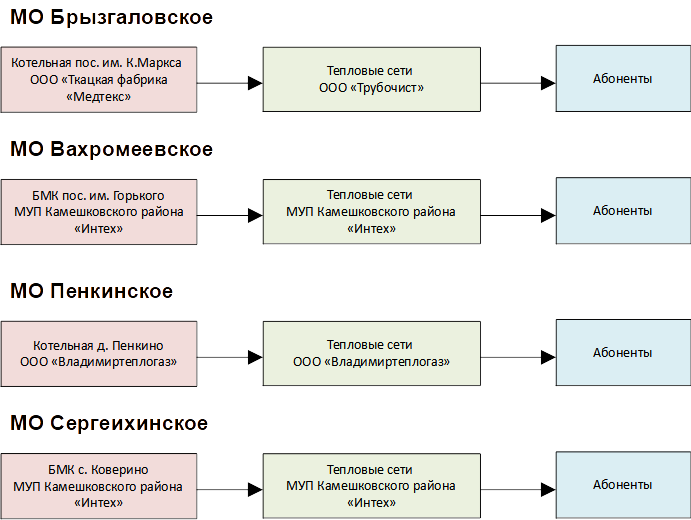 МО Брызгаловское
Котельная пос. им. К.Маркса
ООО «Ткацкая фабрика
«Медтекс»
Тепловые сети
ООО «Трубочист»
Абоненты
МО Вахромеевское
БМК пос. им. Горького
МУП Камешковского района
«Интех»
Тепловые сети
МУП Камешковского района
«Интех»
Абоненты
МО Пенкинское
Котельная д. Пенкино
ООО «Владимиртеплогаз»
Тепловые сети
ООО «Владимиртеплогаз»
Абоненты
МО Сергеихинское
БМК с. Коверино
МУП Камешковского района
«Интех»
Тепловые сети
МУП Камешковского района
«Интех»
Абоненты